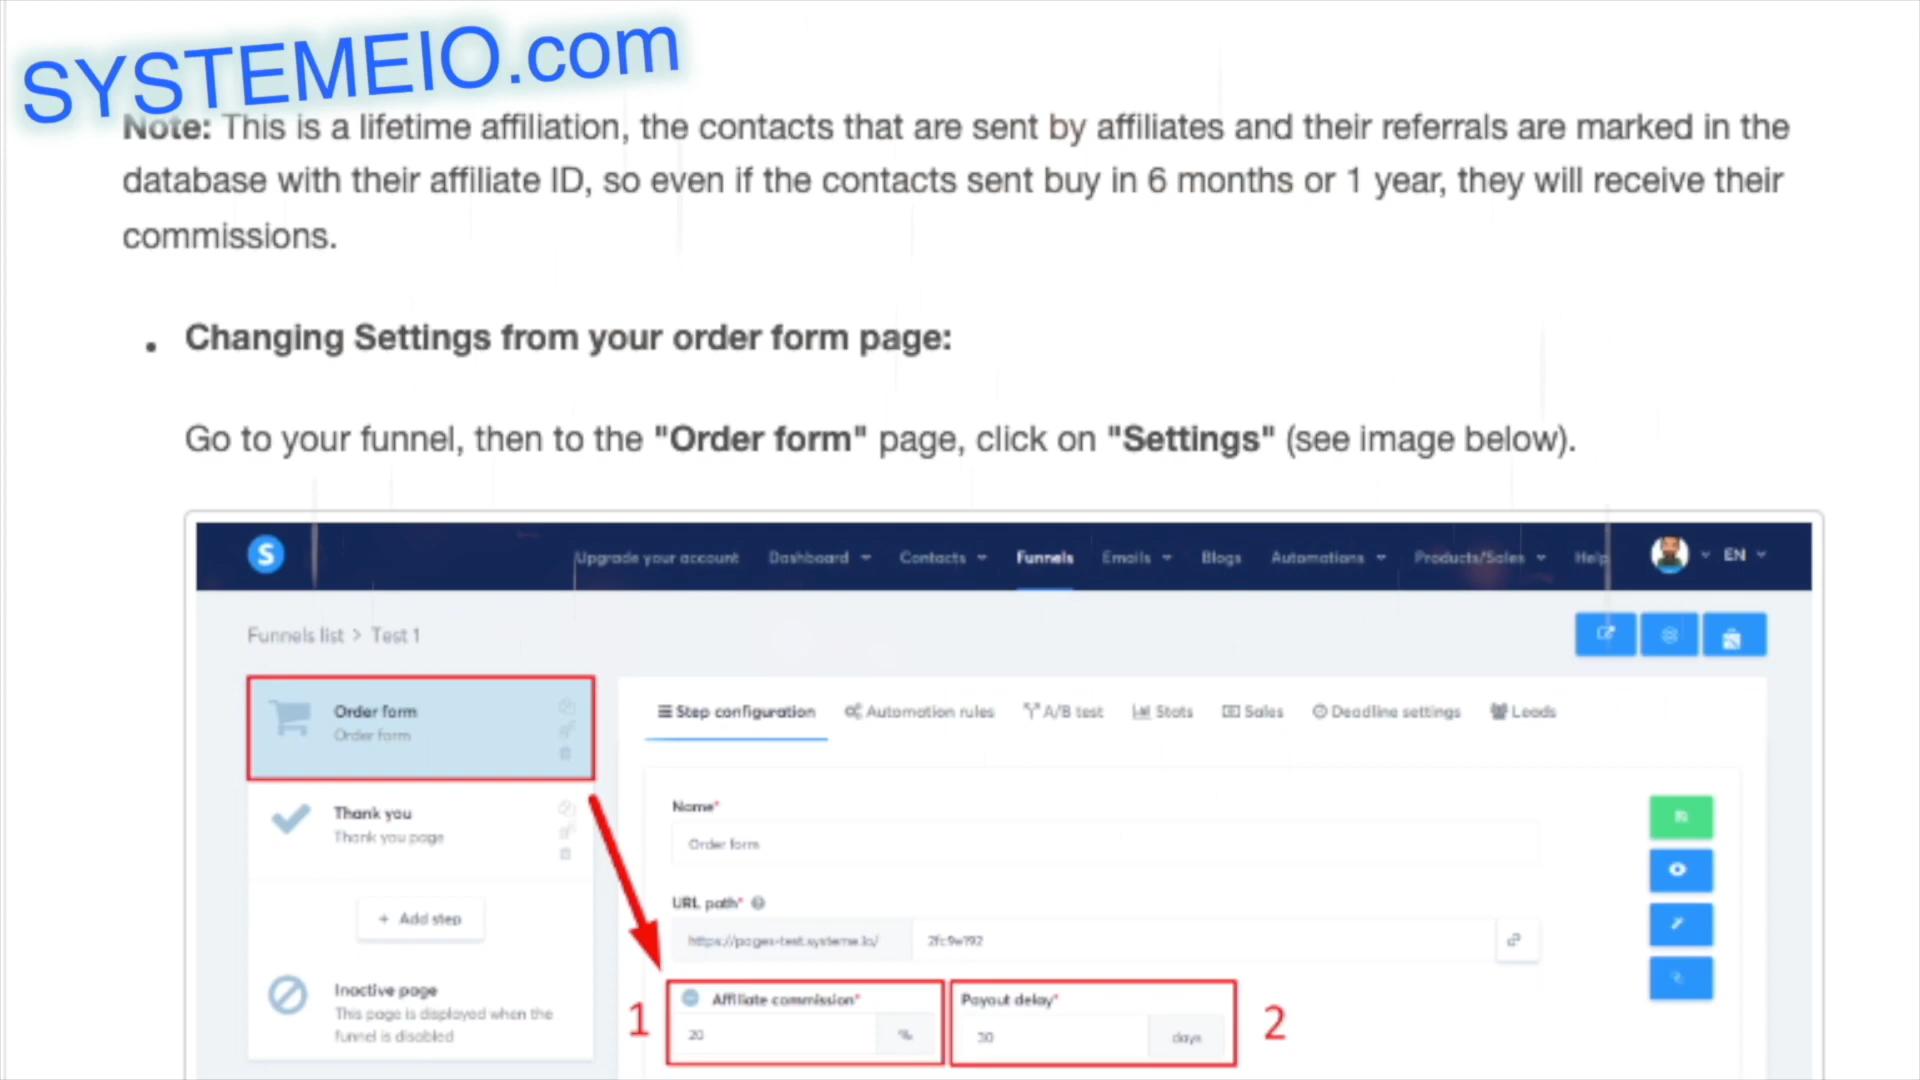 SYSTEMEIO.com
Note: This is a lifetime affiliation, the contacts that are sent by affiliates and their referrals are marked in the
database with their affiliate ID, so even if the contacts sent buy in 6 months or 1 year, they will receive their
commissions.
• Changing Settings from your order form page:
Go to your funnel, then to the "Order form" page, click on "Settings" (see image below).
S Upgrade your account Dashboard Contacts Funnels Emails Blogs Automations Products/Sales Help EN
Funnels list > Test 1
Order form
Order form
Step configuration Automation rules A/B test Stats Sales Deadline settings Leads
Name*
Thank you
Thank you page
Order form
URL path*
+ Add step
https://pages-test.systeme.io/ 2fc9w192
Inactive page
This page is displayed when the
funnel is disabled
1 Affiliate commission* Payout delay* 2
20 % 30 days